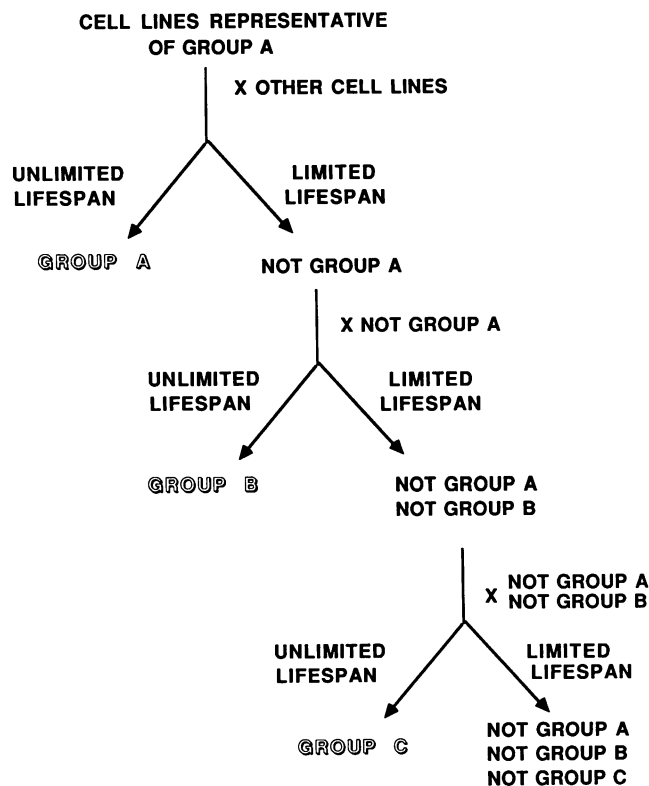 CELL LINES REPRESENTATIVE
OF GROUP A
X OTHER CELL LINES
UNLIMITED
LIFESPAN
LIMITED
LIFESPAN
GROUP A
NOT GROUP A
X NOT GROUP A
UNLIMITED
LIFESPAN
LIMITED
LIFESPAN
GROUP B
NOT GROUP A
NOT GROUP B
X NOT GROUP A
NOT GROUP B
UNLIMITED
LIFESPAN
LIMITED
LIFESPAN
GROUP C
NOT GROUP A
NOT GROUP B
NOT GROUP C